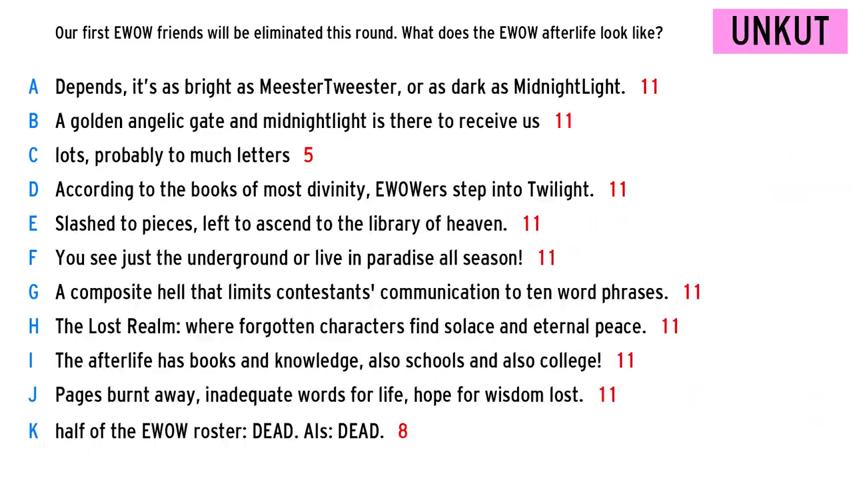 Our first EWOW friends will be eliminated this round. What does the EWOW afterlife look like?
UNKUT
A Depends, it's as bright as MeesterTweester, or as dark as MidnightLight. 11
B A golden angelic gate and midnightlight is there to receive us 11
C lots, probably to much letters 5
D According to the books of most divinity, EWOWers step into Twilight. 11
E Slashed to pieces, left to ascend to the library of heaven. 11
F You see just the underground or live in paradise all season! 11
G A composite hell that limits contestants' communication to ten word phrases. 11
H The Lost Realm: where forgotten characters find solace and eternal peace. 11
I The afterlife has books and knowledge, also schools and also college! 11
J Pages burnt away, inadequate words for life, hope for wisdom lost. 11
K half of the EWOW roster: DEAD. AIs: DEAD. 8